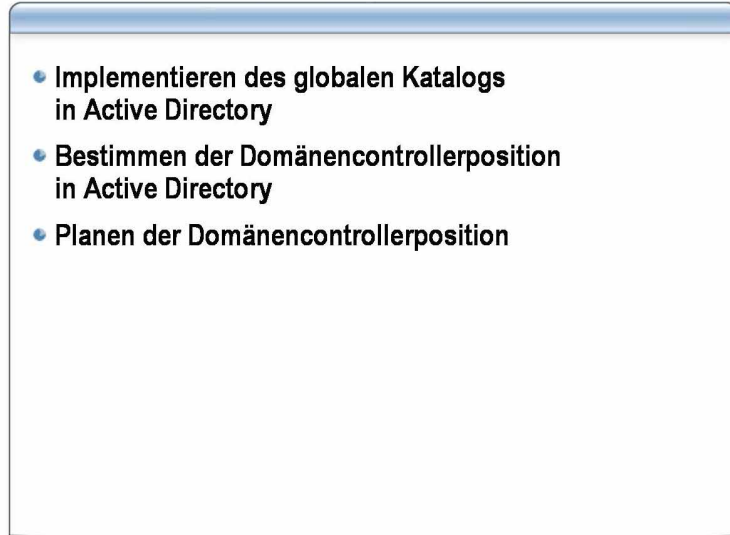 Implementieren des globalen Katalogs
in Active Directory
Bestimmen der Domänencontrollerposition
in Active Directory
Planen der Domänencontrollerposition